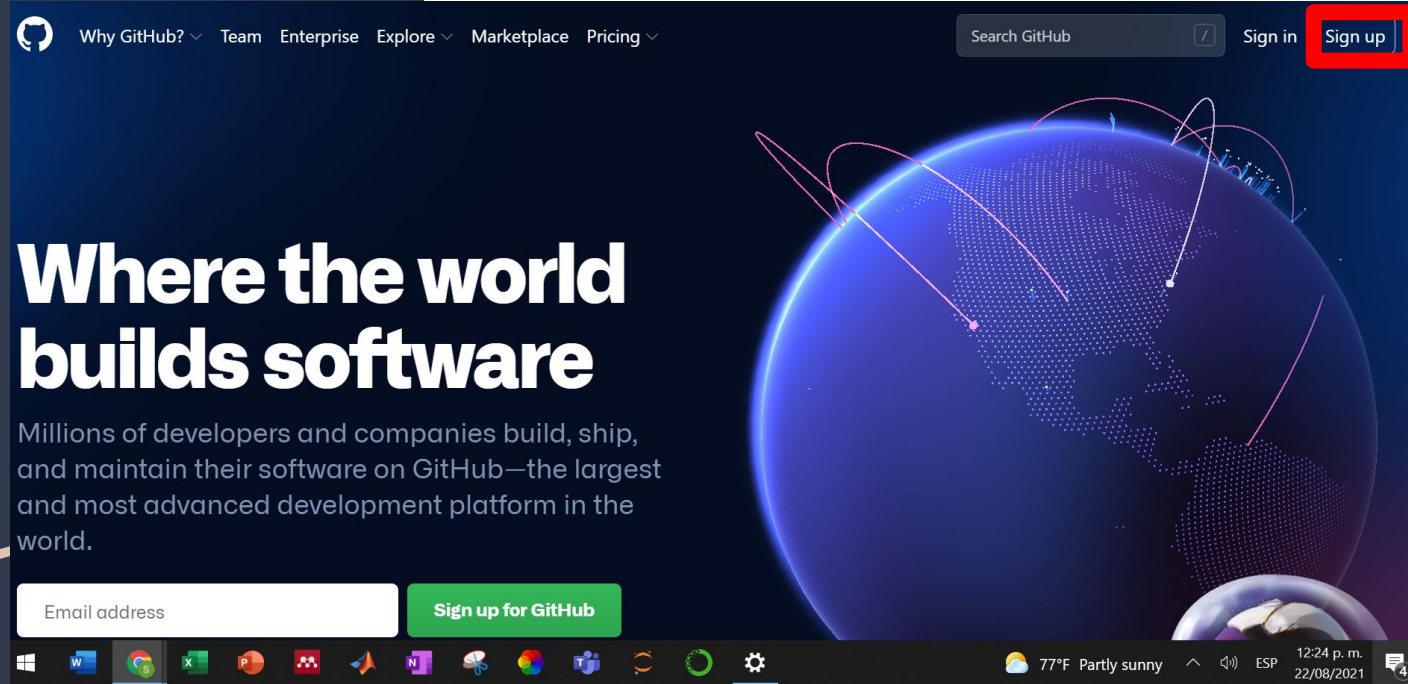 Why GitHub? Team Enterprise Explore Marketplace Pricing Search GitHub / Sign in Sign up
Where the world
builds software
Millions of developers and companies build, ship,
and maintain their software on GitHub—the largest
and most advanced development platform in the
world.
Email address Sign up for GitHub
W S X P N T 77°F Partly sunny ESP 12:24 p. m.
22/08/2021 4